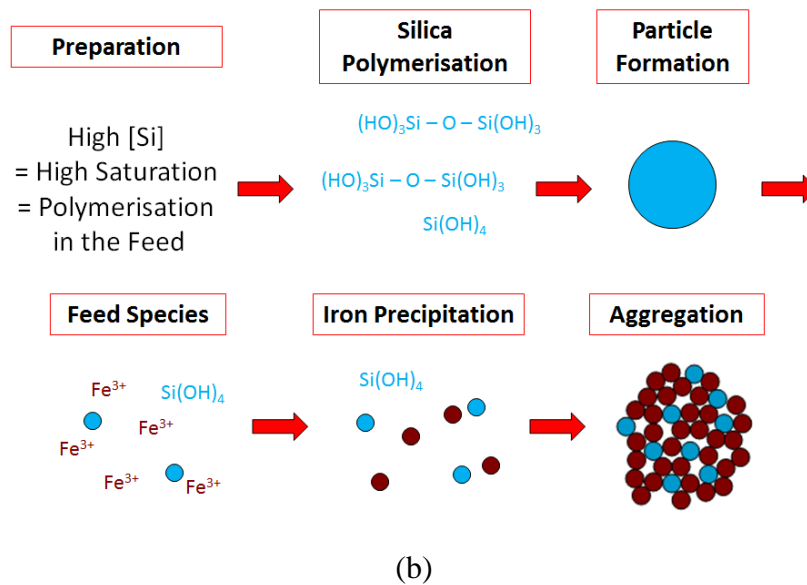 Preparation
Silica
Polymerisation
Particle
Formation
High [Si]
= High Saturation
= Polymerisation
in the Feed
(HO)₃Si – O – Si(OH)₃
(HO)₃Si – O – Si(OH)₃
Si(OH)₄
Feed Species
Iron Precipitation
Aggregation
Fe³⁺
Si(OH)₄
Fe³⁺
Fe³⁺
Fe³⁺
Fe³⁺
Si(OH)₄
(b)